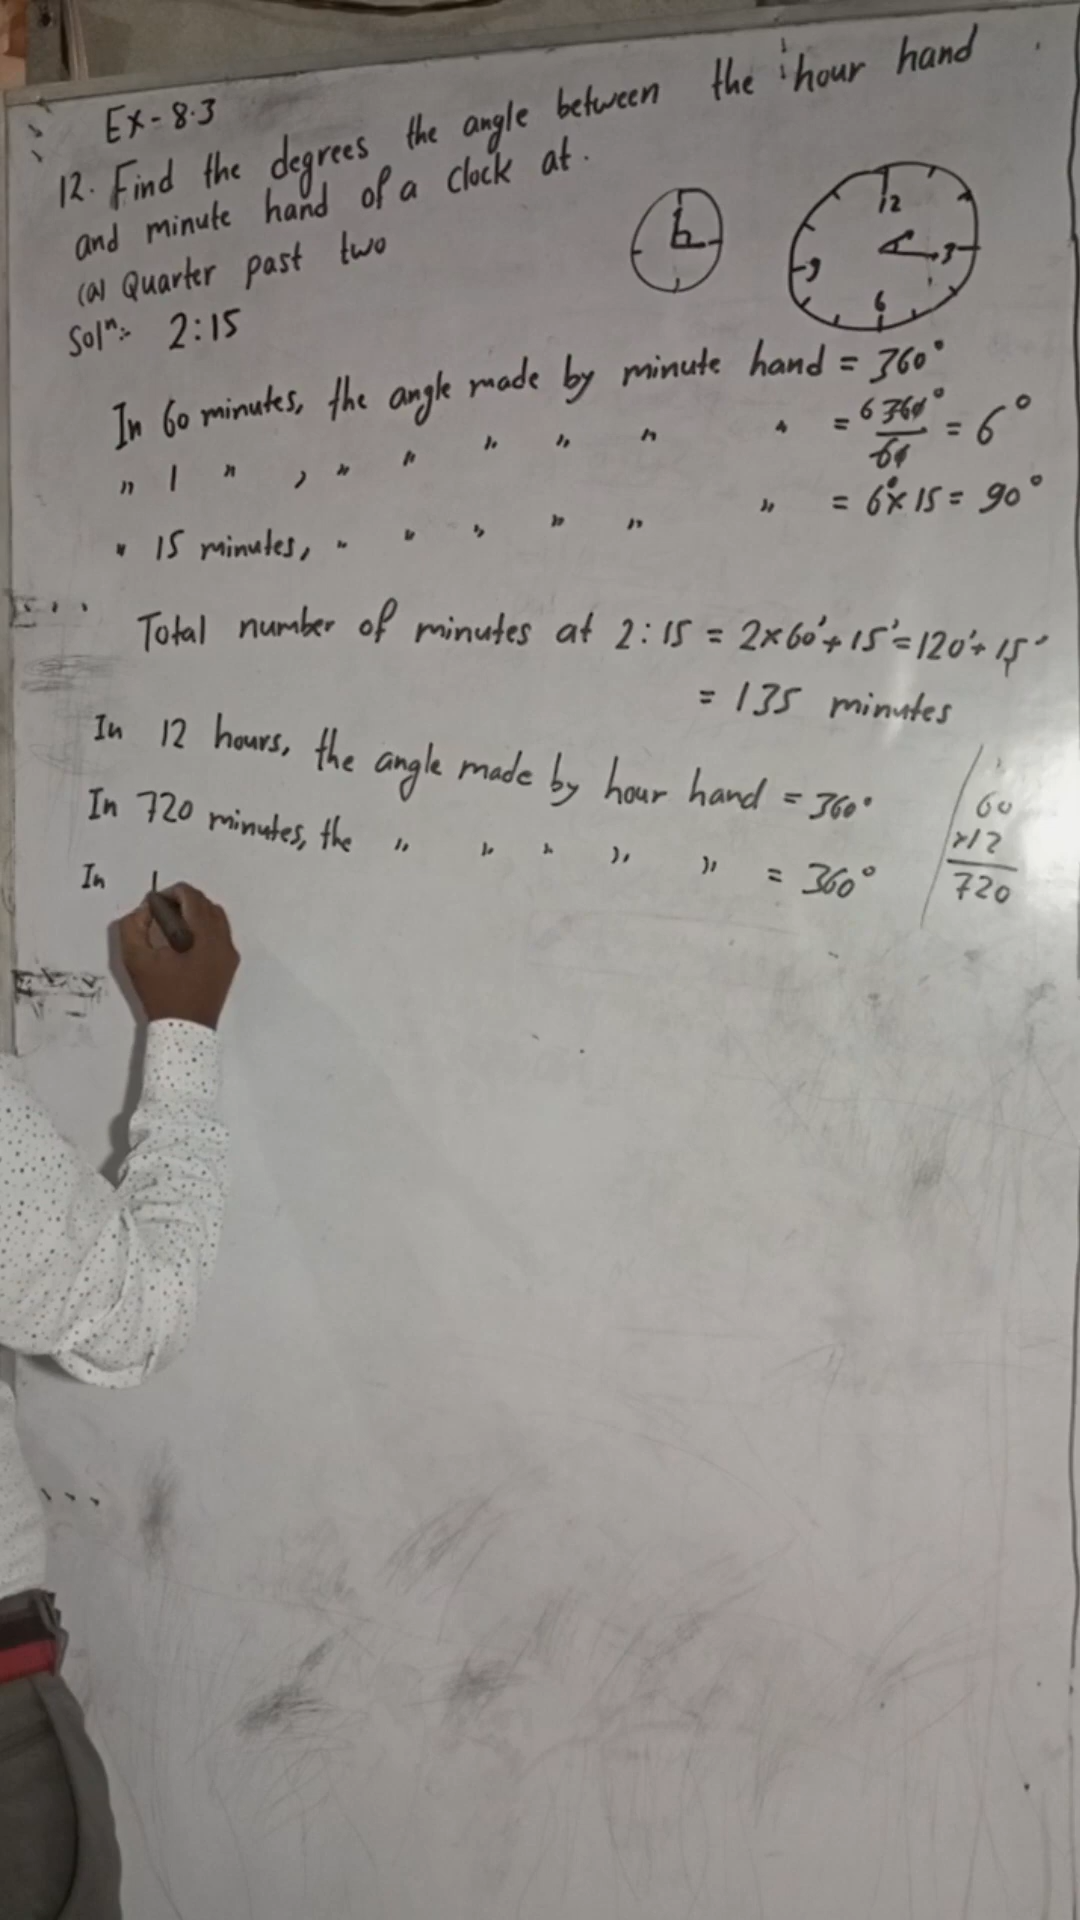 Ex-8.3
12. Find the degrees the angle between the hour hand
and minute hand of a clock at.
(a) Quarter past two
Solⁿ:- 2:15
12
3
6
9
In 60 minutes, the angle made by minute hand = 360°
" 1 " , " " " " " " = 6 360° / 60 = 6°
" 15 minutes, " " " " " " = 6°×15 = 90°
Total number of minutes at 2:15 = 2×60'+15'=120'+15'
= 135 minutes
In 12 hours, the angle made by hour hand = 360°
In 720 minutes, the " " " " " = 360°
60
×12
720
In 1